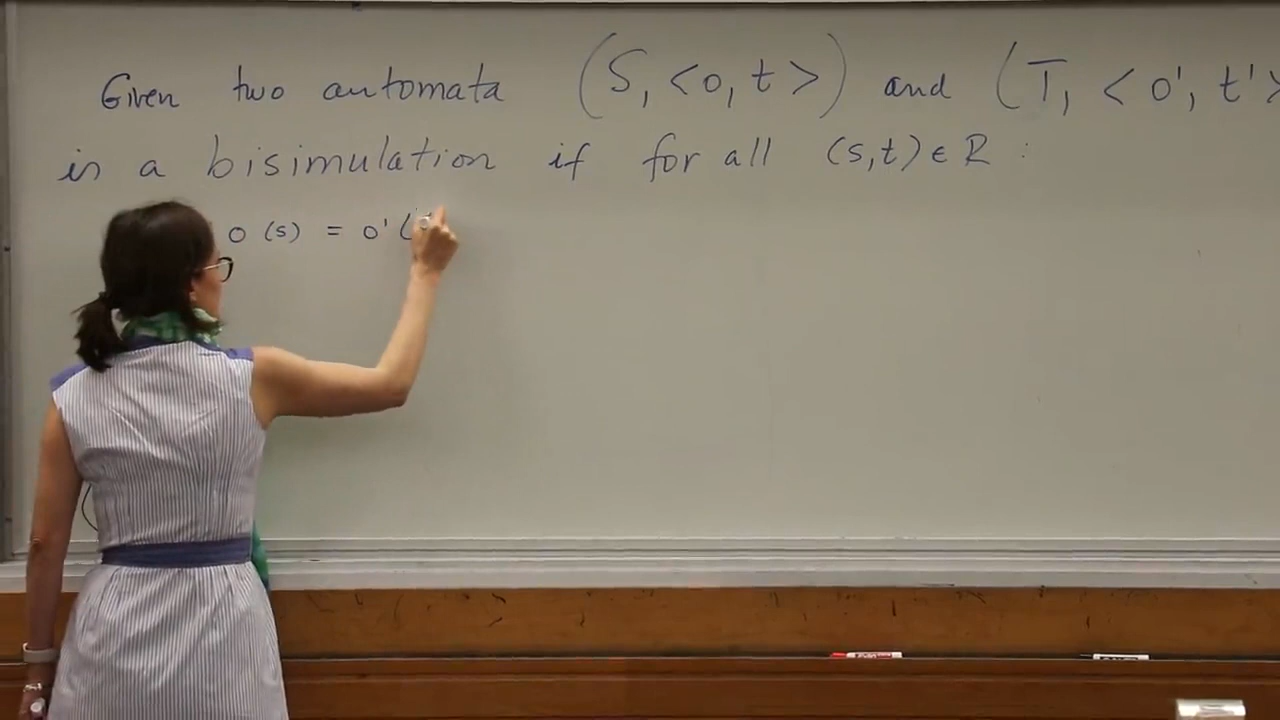 Given two automata (S, <o, t>) and (T, <o', t'>
is a bisimulation if for all (s,t) ∈ R :
o (s) = o' (